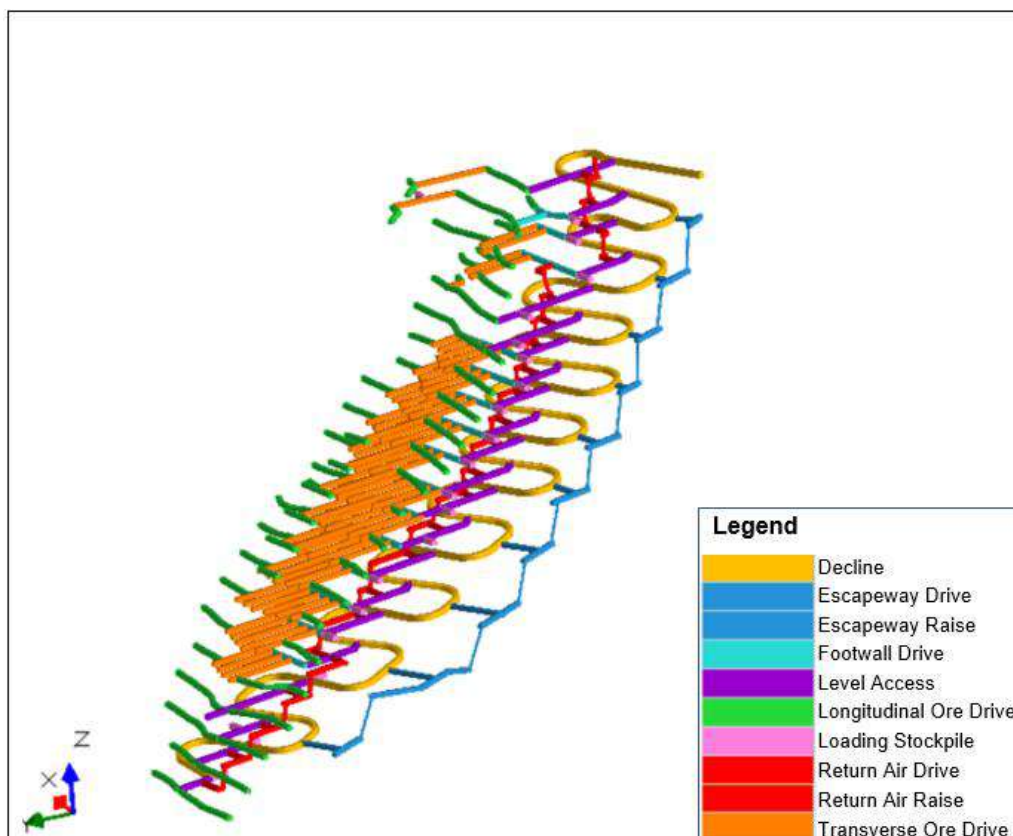 Z
X
Legend
Decline
Escapeway Drive
Escapeway Raise
Footwall Drive
Level Access
Longitudinal Ore Drive
Loading Stockpile
Return Air Drive
Return Air Raise
Transverse Ore Drive